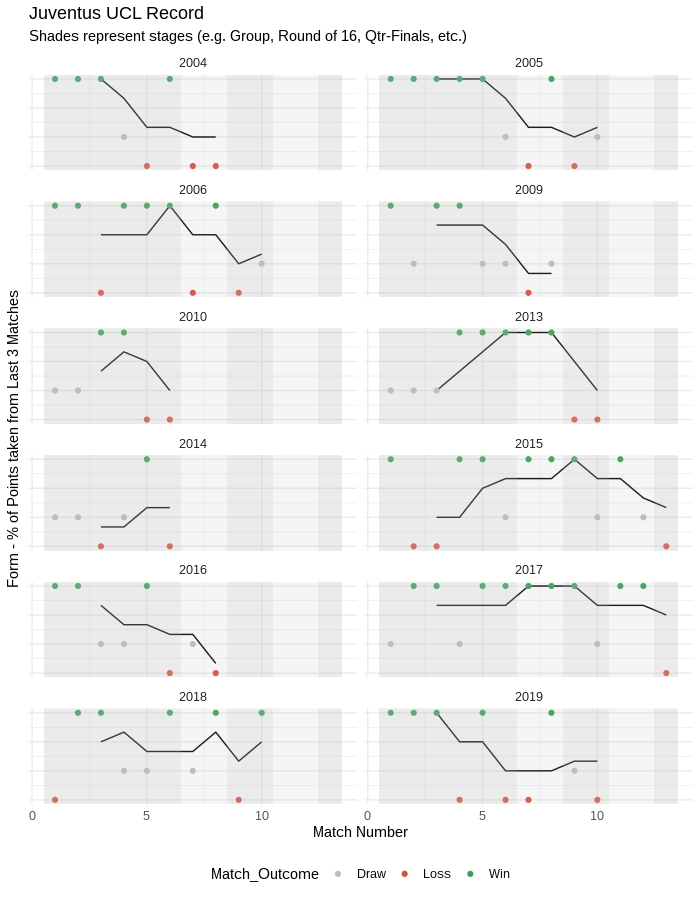 Juventus UCL Record
Shades represent stages (e.g. Group, Round of 16, Qtr-Finals, etc.)
2004 2005
2006 2009
2010 2013
2014 2015
2016 2017
2018 2019
Form - % of Points taken from Last 3 Matches
0 5 10 0 5 10
Match Number
Match_Outcome Draw Loss Win